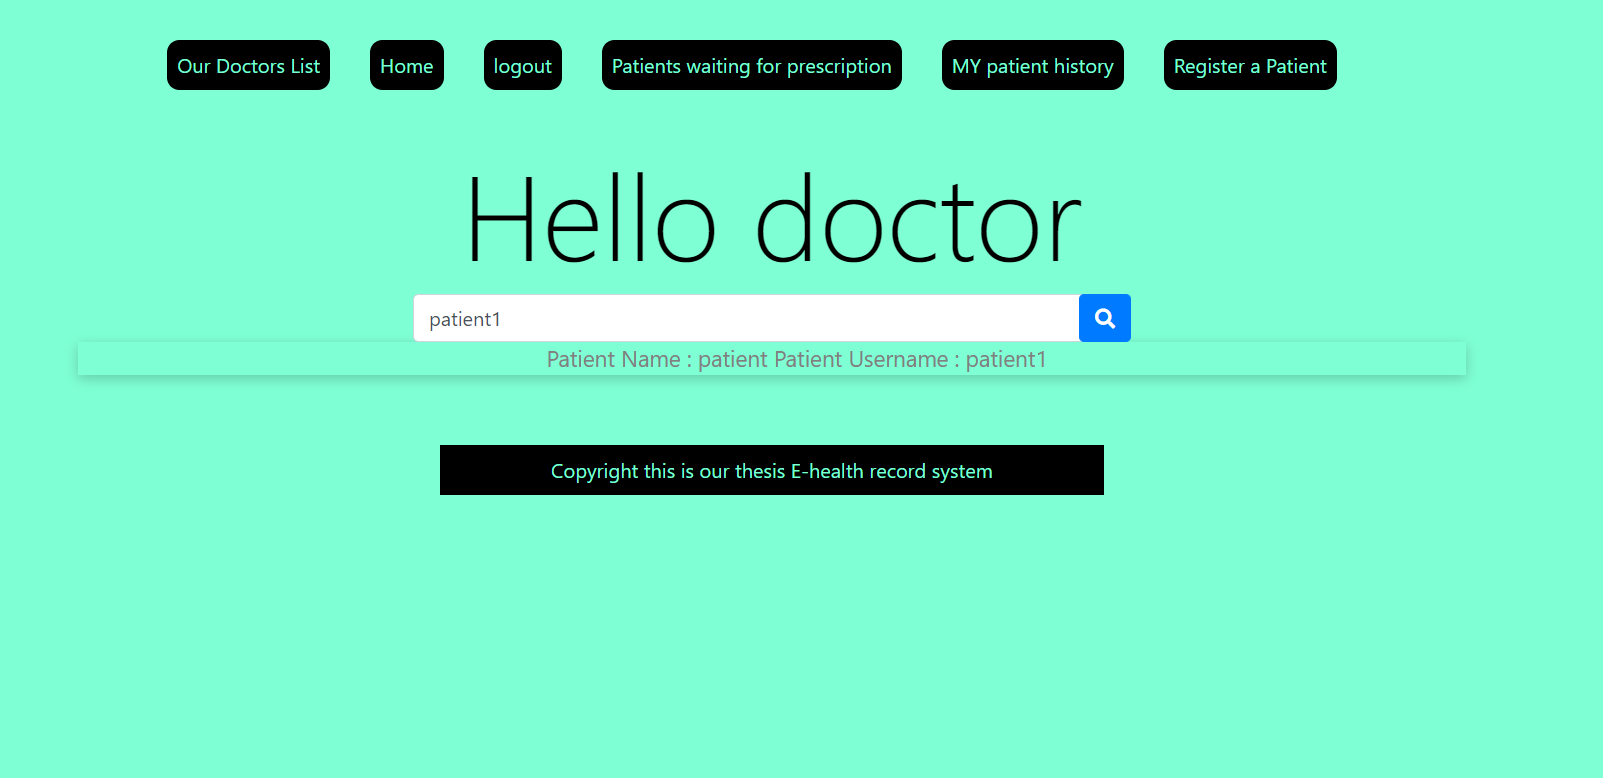 Our Doctors List Home logout Patients waiting for prescription MY patient history Register a Patient
Hello doctor
patient1
Patient Name : patient Patient Username : patient1
Copyright this is our thesis E-health record system